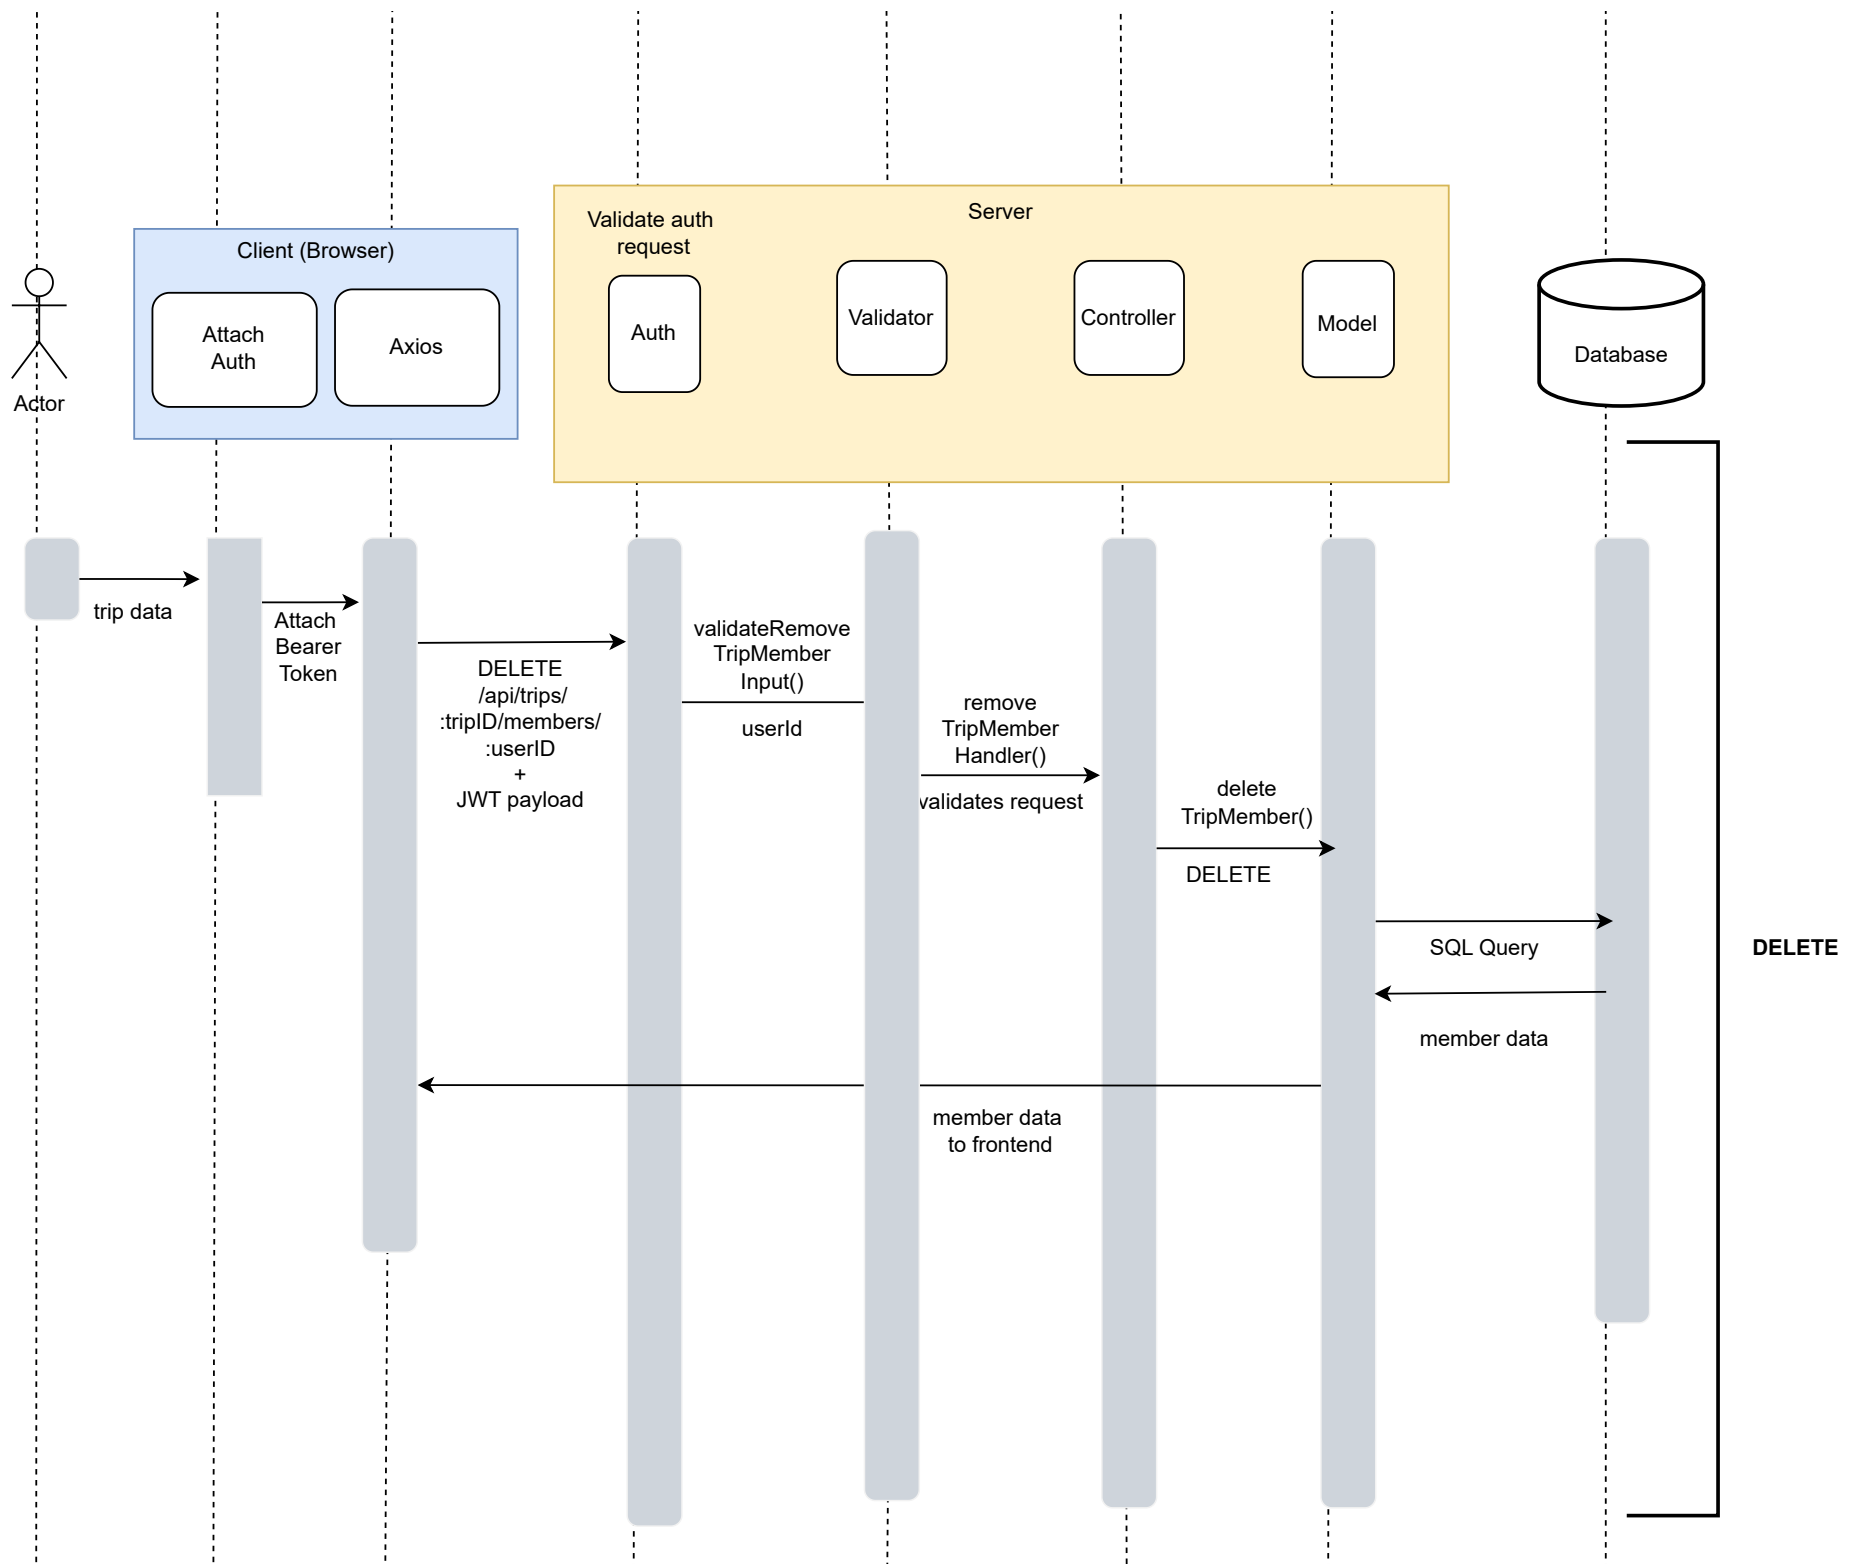 Server
Validate auth
request
Client (Browser)
Attach
Auth
Axios
Auth
Validator
Controller
Model
Database
Actor
trip data
Attach
Bearer
Token
DELETE
/api/trips/
:tripID/members/
:userID
+
JWT payload
validateRemove
TripMember
Input()
userId
remove
TripMember
Handler()
validates request
delete
TripMember()
DELETE
SQL Query
member data
DELETE
member data
to frontend